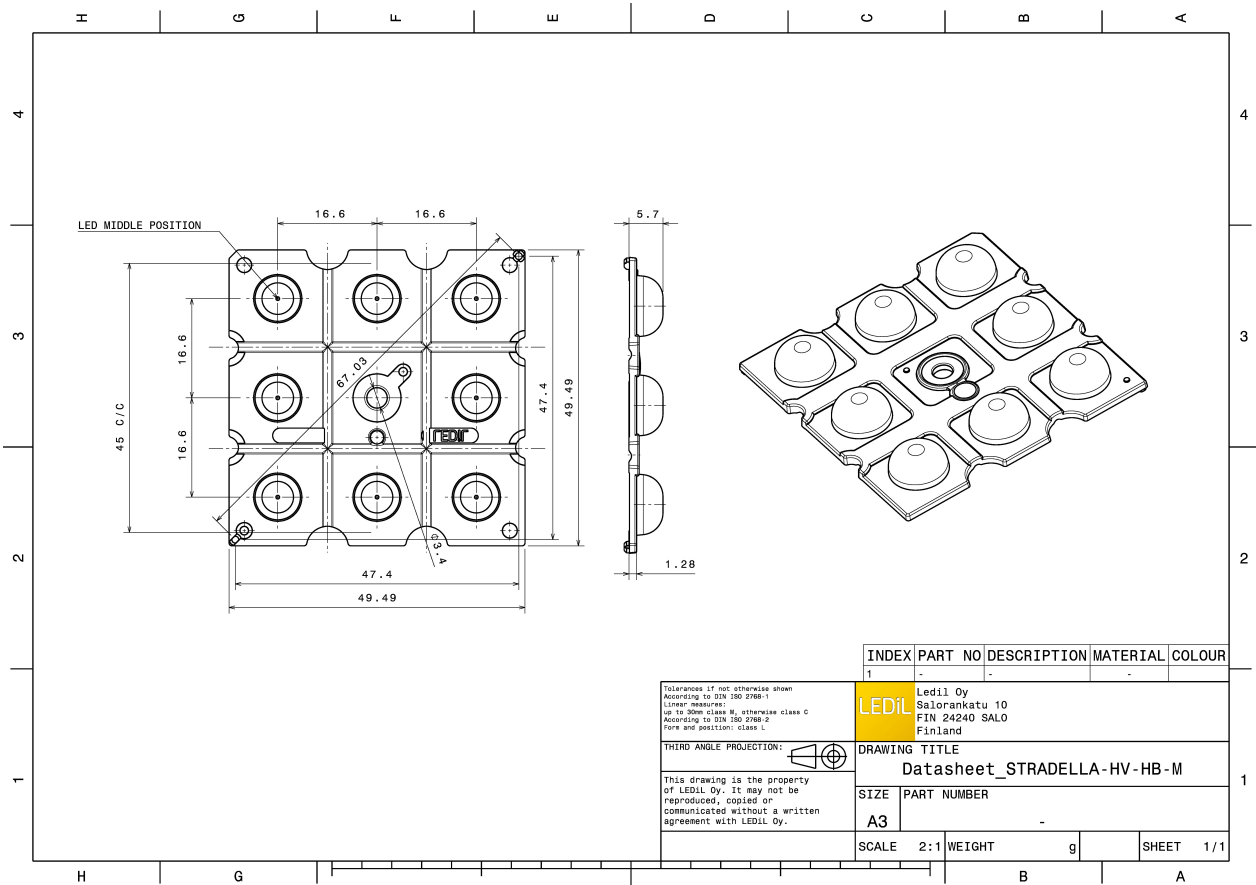 H G F E D C B A
4 4
3 3
2 2
1 1
LED MIDDLE POSITION
16.6 16.6
5.7
16.6
16.6
45 C/C
67.03
47.4
49.49
LEDiL
Φ3.4
47.4
49.49
1.28
INDEX PART NO DESCRIPTION MATERIAL COLOUR
1 - - -
Tolerances if not otherwise shown
According to DIN ISO 2768-1
Linear measures:
up to 30mm class M, otherwise class C
According to DIN ISO 2768-2
Form and position: class L
THIRD ANGLE PROJECTION:
This drawing is the property
of LEDiL Oy. It may not be
reproduced, copied or
communicated without a written
agreement with LEDiL Oy.
LEDiL
Ledil Oy
Salorankatu 10
FIN 24240 SALO
Finland
DRAWING TITLE
Datasheet_STRADELLA-HV-HB-M
SIZE PART NUMBER
A3 -
SCALE 2:1 WEIGHT g SHEET 1/1
H G B A